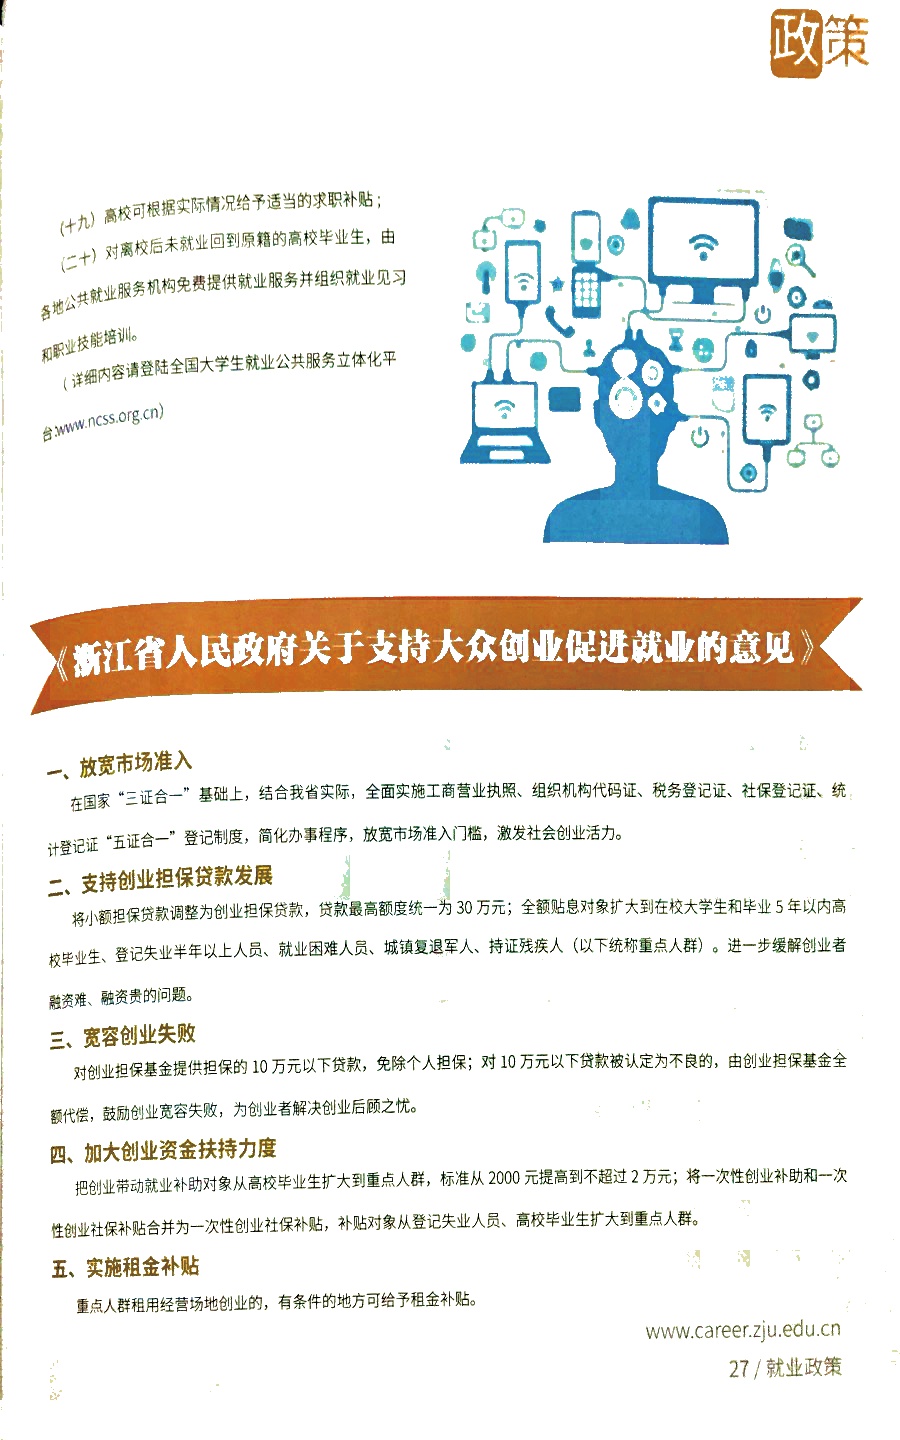 政策
（十九）高校可根据实际情况给予适当的求职补贴；
（二十）对离校后未就业回到原籍的高校毕业生，由
各地公共就业服务机构免费提供就业服务并组织就业见习
和职业技能培训。
（详细内容请登陆全国大学生就业公共服务立体化平
台:www.ncss.org.cn）
《浙江省人民政府关于支持大众创业促进就业的意见》
一、放宽市场准入
在国家“三证合一”基础上，结合我省实际，全面实施工商营业执照、组织机构代码证、税务登记证、社保登记证、统
计登记证“五证合一”登记制度，简化办事程序，放宽市场准入门槛，激发社会创业活力。
二、支持创业担保贷款发展
将小额担保贷款调整为创业担保贷款，贷款最高额度统一为 30 万元；全额贴息对象扩大到在校大学生和毕业 5 年以内高
校毕业生、登记失业半年以上人员、就业困难人员、城镇复退军人、持证残疾人（以下统称重点人群）。进一步缓解创业者
融资难、融资贵的问题。
三、宽容创业失败
对创业担保基金提供担保的 10 万元以下贷款，免除个人担保；对 10 万元以下贷款被认定为不良的，由创业担保基金全
额代偿，鼓励创业宽容失败，为创业者解决创业后顾之忧。
四、加大创业资金扶持力度
把创业带动就业补助对象从高校毕业生扩大到重点人群，标准从 2000 元提高到不超过 2 万元；将一次性创业补助和一次
性创业社保补贴合并为一次性创业社保补贴，补贴对象从登记失业人员、高校毕业生扩大到重点人群。
五、实施租金补贴
重点人群租用经营场地创业的，有条件的地方可给予租金补贴。
www.career.zju.edu.cn
27 / 就业政策